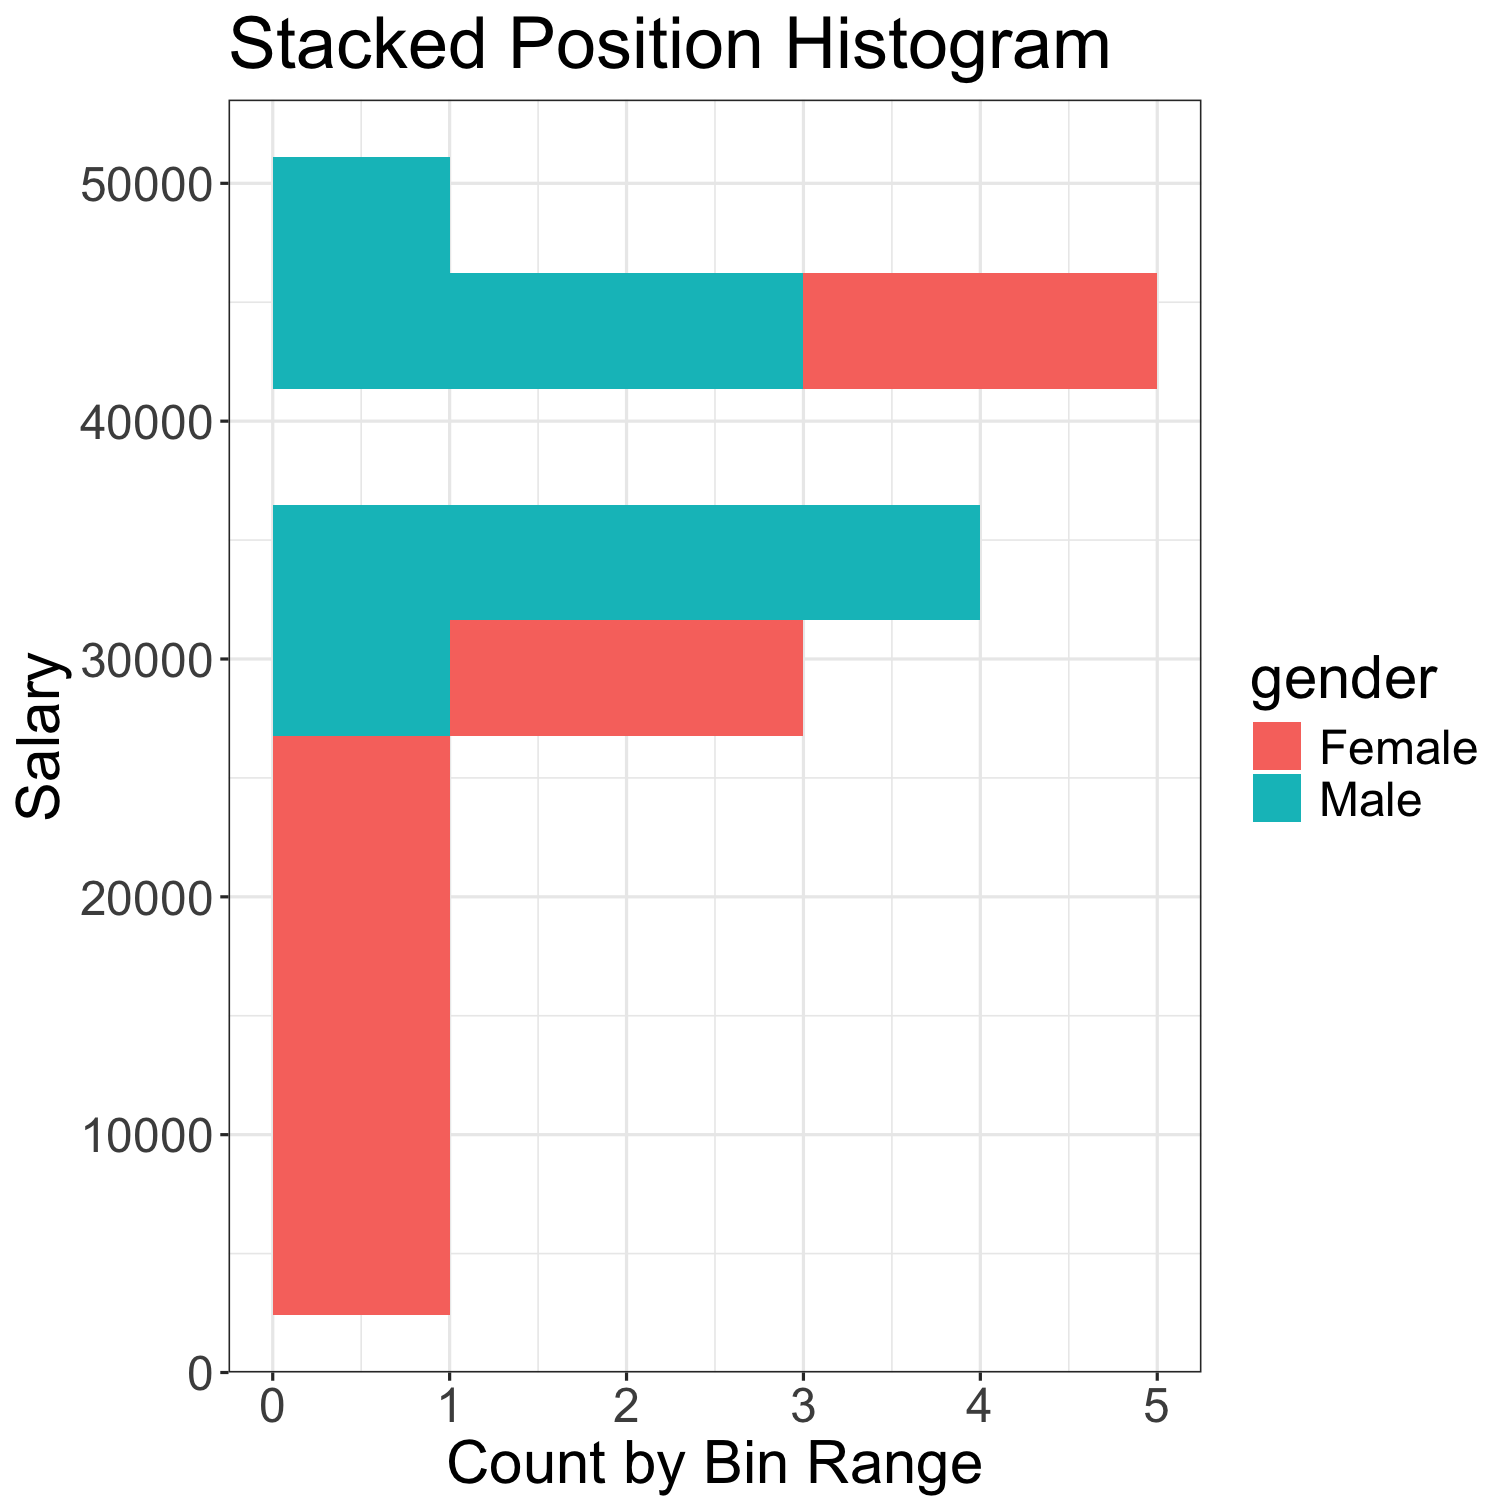 Stacked Position Histogram
50000
40000
30000
20000
10000
0
Salary
0 1 2 3 4 5
Count by Bin Range
gender
Female
Male